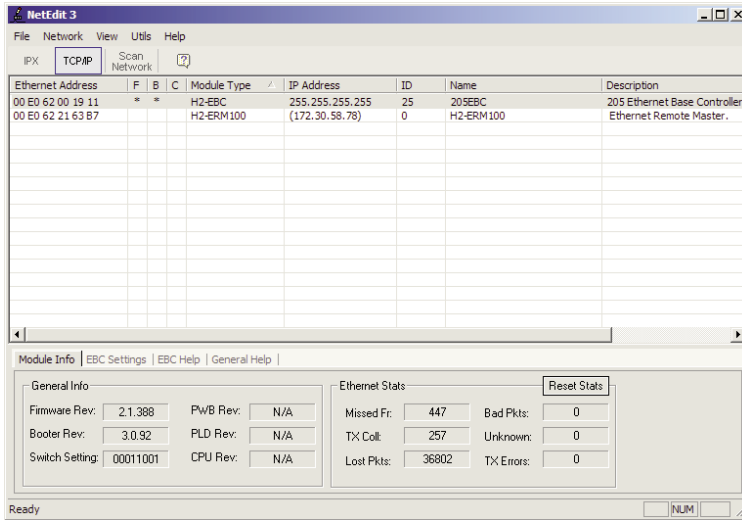 NetEdit 3
File Network View Utils Help
IPX TCP/IP Scan Network
Ethernet Address F B C Module Type IP Address ID Name Description
00 E0 62 00 19 11 * * H2-EBC 255.255.255.255 25 205EBC 205 Ethernet Base Controller
00 E0 62 21 63 B7 H2-ERM100 (172.30.58.78) 0 H2-ERM100 Ethernet Remote Master.
Module Info EBC Settings EBC Help General Help
General Info Ethernet Stats Reset Stats
Firmware Rev: 2.1.388 PWB Rev: N/A Missed Fr: 447 Bad Pkts: 0
Booter Rev: 3.0.92 PLD Rev: N/A TX Coll: 257 Unknown: 0
Switch Setting: 00011001 CPU Rev: N/A Lost Pkts: 36802 TX Errors: 0
Ready NUM